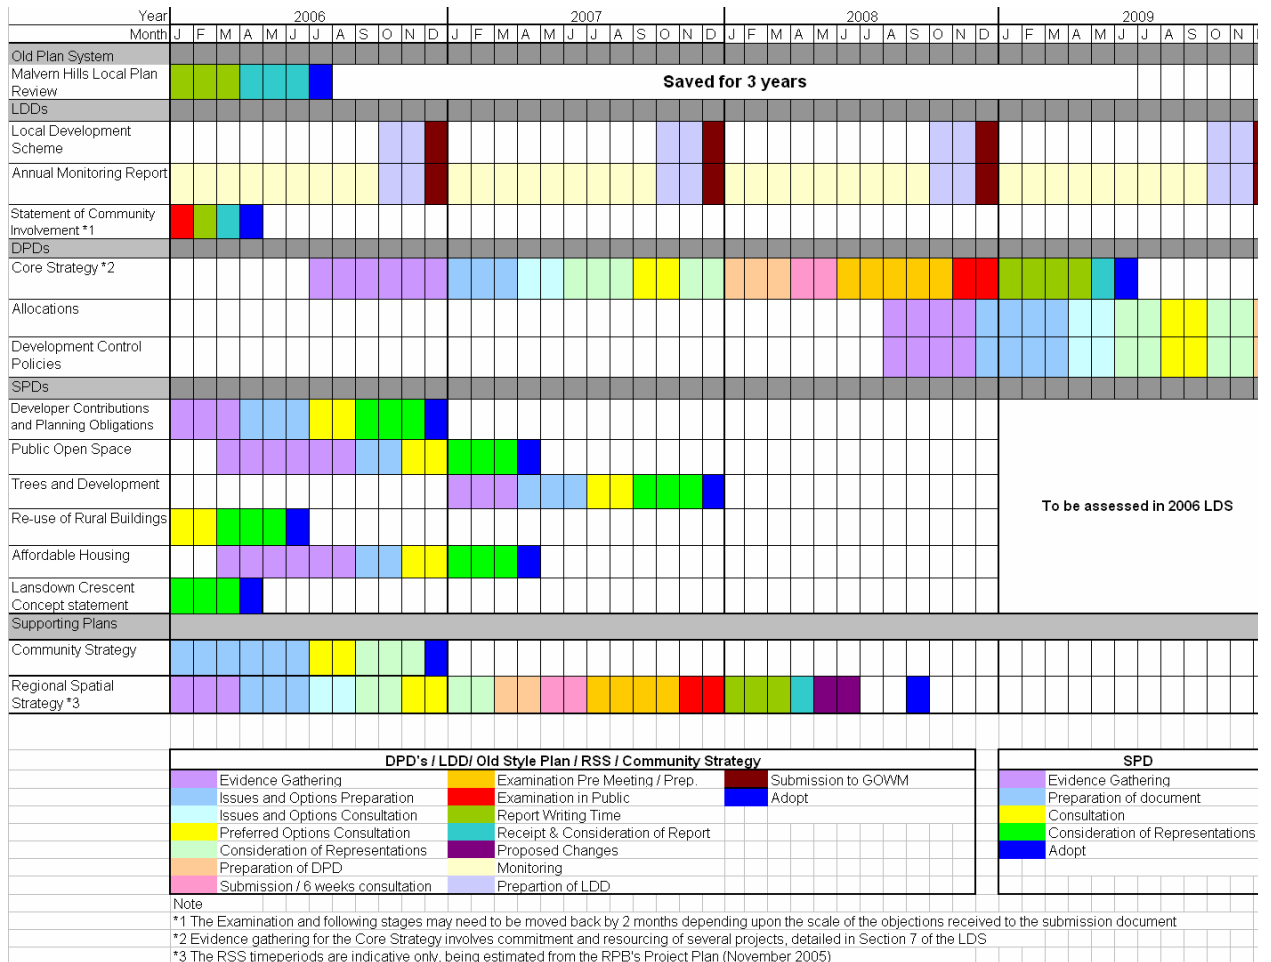 Year 2006 2007 2008 2009
Month J F M A M J J A S O N D J F M A M J J A S O N D J F M A M J J A S O N D J F M A M J J A S O N
Old Plan System
Malvern Hills Local Plan
Review
Saved for 3 years
LDDs
Local Development
Scheme
Annual Monitoring Report
Statement of Community
Involvement *1
DPDs
Core Strategy *2
Allocations
Development Control
Policies
SPDs
Developer Contributions
and Planning Obligations
Public Open Space
Trees and Development
To be assessed in 2006 LDS
Re-use of Rural Buildings
Affordable Housing
Lansdown Crescent
Concept statement
Supporting Plans
Community Strategy
Regional Spatial
Strategy *3
DPD's / LDD/ Old Style Plan / RSS / Community Strategy
Evidence Gathering
Issues and Options Preparation
Issues and Options Consultation
Preferred Options Consultation
Consideration of Representations
Preparation of DPD
Submission / 6 weeks consultation
Examination Pre Meeting / Prep.
Examination in Public
Report Writing Time
Receipt & Consideration of Report
Proposed Changes
Monitoring
Prepartion of LDD
Submission to GOWM
Adopt
SPD
Evidence Gathering
Preparation of document
Consultation
Consideration of Representations
Adopt
Note
*1 The Examination and following stages may need to be moved back by 2 months depending upon the scale of the objections received to the submission document
*2 Evidence gathering for the Core Strategy involves commitment and resourcing of several projects, detailed in Section 7 of the LDS
*3 The RSS timeperiods are indicative only, being estimated from the RPB's Project Plan (November 2005)